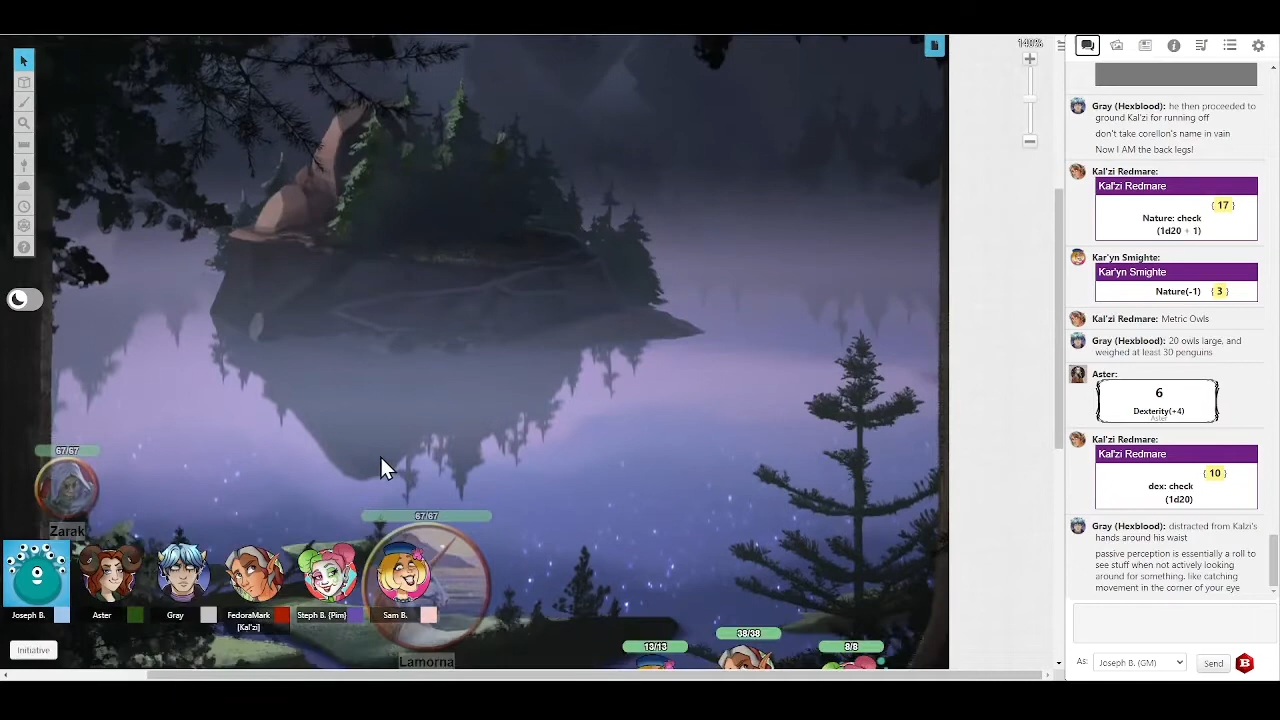 140%
Gray (Hexblood): he then proceeded to
ground Kal'zi for running off
don't take corellon's name in vain
Now I AM the back legs!
Kal'zi Redmare:
Kal'zi Redmare
17
Nature: check
(1d20 + 1)
Kar'yn Smighte:
Kar'yn Smighte
Nature(-1) 3
Kal'zi Redmare: Metric Owls
Gray (Hexblood): 20 owls large, and
weighed at least 30 penguins
Aster:
6
Dexterity(+4)
Aster
Kal'zi Redmare:
Kal'zi Redmare
10
dex: check
(1d20)
Gray (Hexblood): distracted from Kalzi's
hands around his waist
passive perception is essentially a roll to
see stuff when not actively looking
around for something. like catching
movement in the corner of your eye.
67/67
Zarak
67/67
Lamorna
Joseph B.
Aster
Gray
FedoraMark
[Kal'zi]
Steph B. (Pim)
Sam B.
13/13
38/38
8/8
Initiative
As:
Joseph B. (GM)
Send